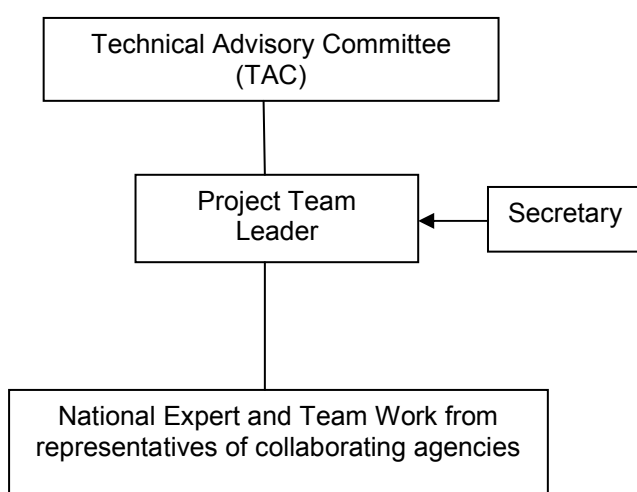 Technical Advisory Committee
(TAC)
Project Team
Leader
Secretary
National Expert and Team Work from
representatives of collaborating agencies